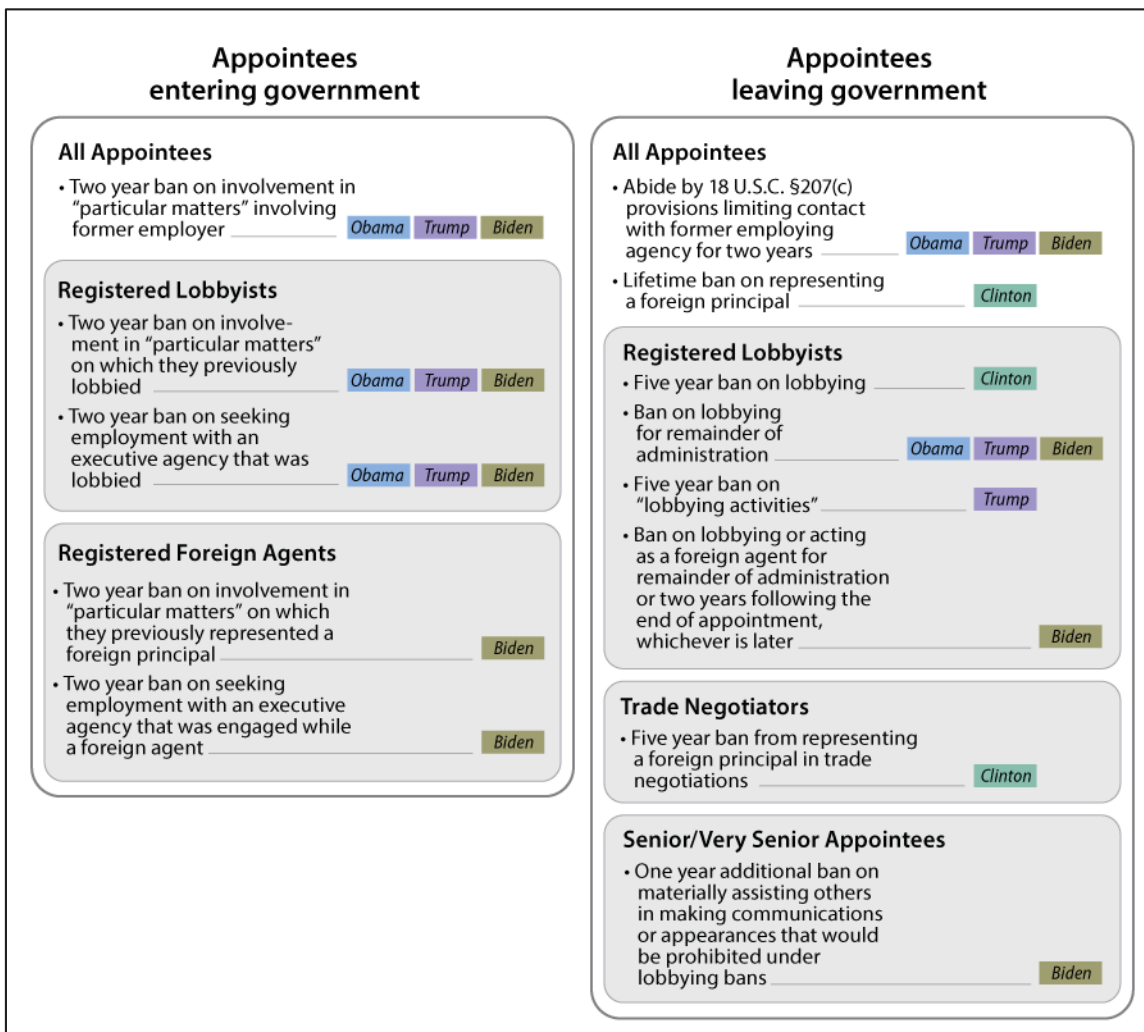 Appointees
entering government
All Appointees
• Two year ban on involvement in
“particular matters” involving
former employer Obama Trump Biden
Registered Lobbyists
• Two year ban on involve-
ment in “particular matters”
on which they previously
lobbied Obama Trump Biden
• Two year ban on seeking
employment with an
executive agency that was
lobbied Obama Trump Biden
Registered Foreign Agents
• Two year ban on involvement in
“particular matters” on which
they previously represented a
foreign principal Biden
• Two year ban on seeking
employment with an executive
agency that was engaged while
a foreign agent Biden
Appointees
leaving government
All Appointees
• Abide by 18 U.S.C. §207(c)
provisions limiting contact
with former employing
agency for two years Obama Trump Biden
• Lifetime ban on representing
a foreign principal Clinton
Registered Lobbyists
• Five year ban on lobbying Clinton
• Ban on lobbying
for remainder of
administration Obama Trump Biden
• Five year ban on
“lobbying activities” Trump
• Ban on lobbying or acting
as a foreign agent for
remainder of administration
or two years following the
end of appointment,
whichever is later Biden
Trade Negotiators
• Five year ban from representing
a foreign principal in trade
negotiations Clinton
Senior/Very Senior Appointees
• One year additional ban on
materially assisting others
in making communications
or appearances that would
be prohibited under
lobbying bans Biden